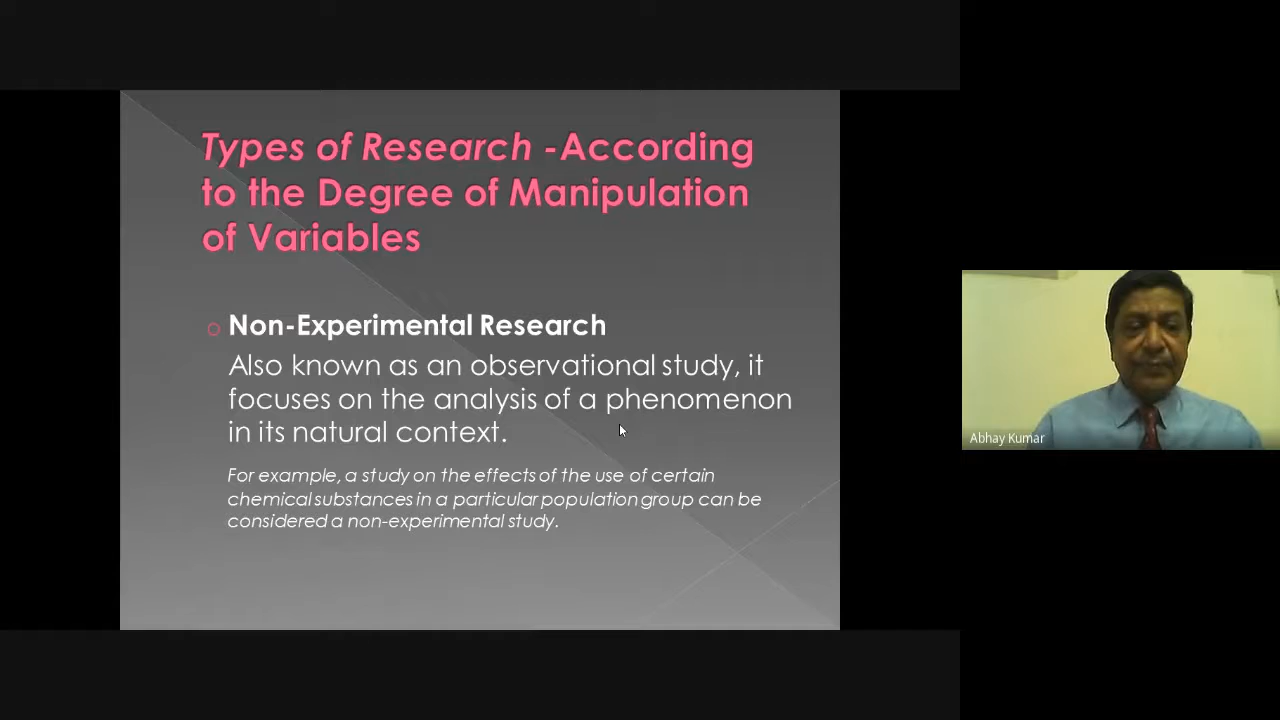 Types of Research -According
to the Degree of Manipulation
of Variables
Non-Experimental Research
Also known as an observational study, it
focuses on the analysis of a phenomenon
in its natural context.
For example, a study on the effects of the use of certain
chemical substances in a particular population group can be
considered a non-experimental study.
Abhay Kumar